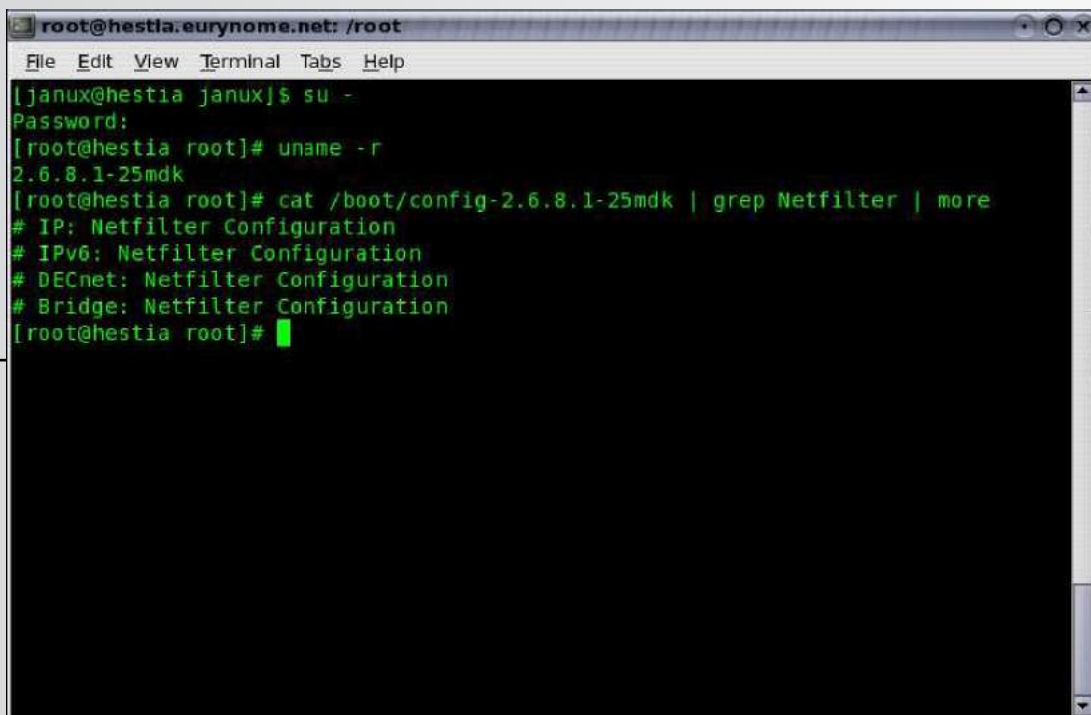 root@hestia.eurynome.net: /root
File Edit View Terminal Tabs Help
[janux@hestia janux]$ su -
Password:
[root@hestia root]# uname -r
2.6.8.1-25mdk
[root@hestia root]# cat /boot/config-2.6.8.1-25mdk | grep Netfilter | more
# IP: Netfilter Configuration
# IPv6: Netfilter Configuration
# DECnet: Netfilter Configuration
# Bridge: Netfilter Configuration
[root@hestia root]#